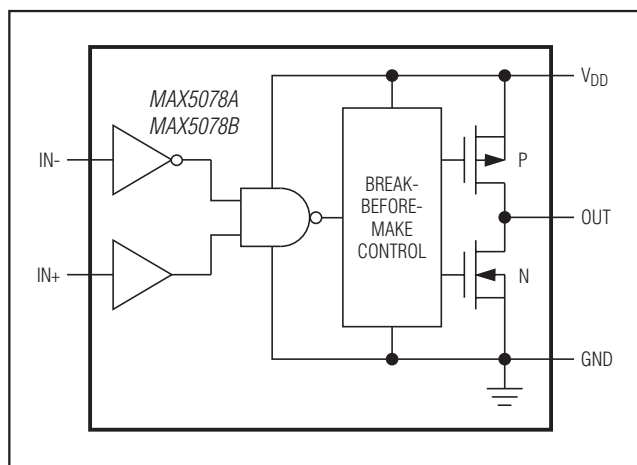 MAX5078A
MAX5078B
IN-
IN+
BREAK-
BEFORE-
MAKE
CONTROL
VDD
P
OUT
N
GND